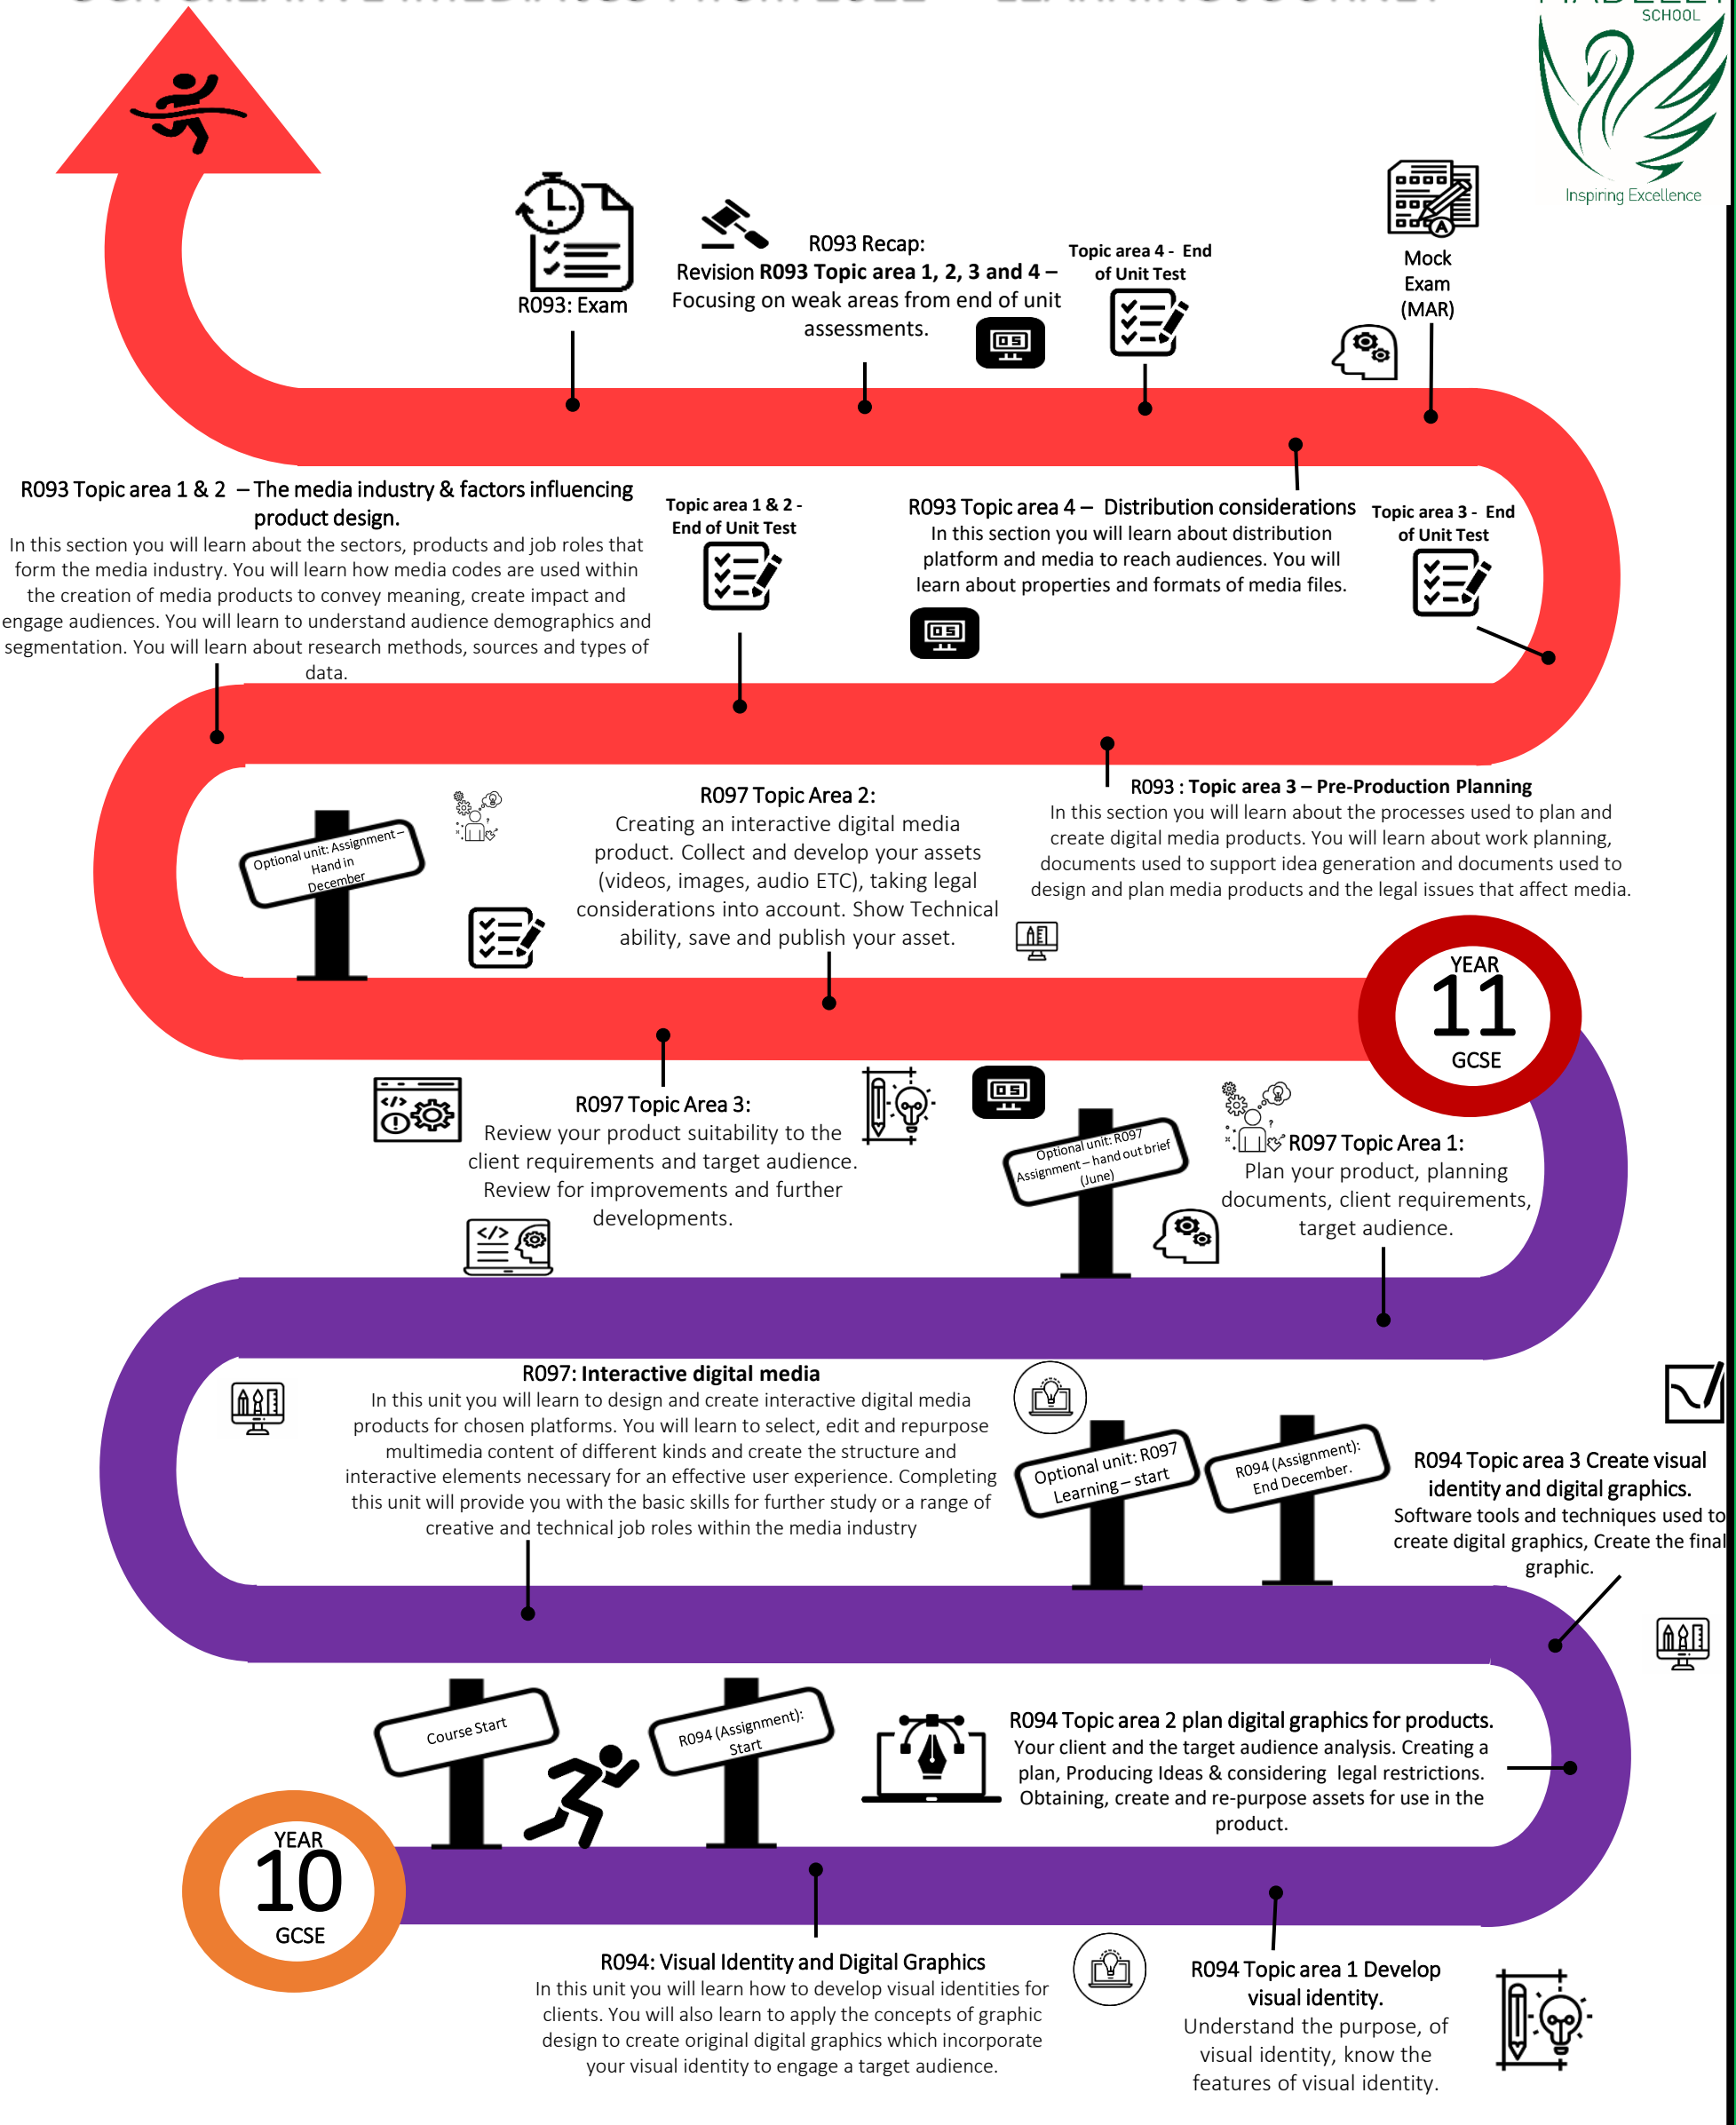 SCHOOL
Inspiring Excellence
R093: Exam
R093 Recap:
Revision R093 Topic area 1, 2, 3 and 4 –
Focusing on weak areas from end of unit
assessments.
Topic area 4 - End
of Unit Test
Mock
Exam
(MAR)
R093 Topic area 1 & 2 – The media industry & factors influencing
product design.
In this section you will learn about the sectors, products and job roles that
form the media industry. You will learn how media codes are used within
the creation of media products to convey meaning, create impact and
engage audiences. You will learn to understand audience demographics and
segmentation. You will learn about research methods, sources and types of
data.
Topic area 1 & 2 -
End of Unit Test
R093 Topic area 4 – Distribution considerations
In this section you will learn about distribution
platform and media to reach audiences. You will
learn about properties and formats of media files.
Topic area 3 - End
of Unit Test
Optional unit: Assignment –
Hand in
December
R097 Topic Area 2:
Creating an interactive digital media
product. Collect and develop your assets
(videos, images, audio ETC), taking legal
considerations into account. Show Technical
ability, save and publish your asset.
R093 : Topic area 3 – Pre-Production Planning
In this section you will learn about the processes used to plan and
create digital media products. You will learn about work planning,
documents used to support idea generation and documents used to
design and plan media products and the legal issues that affect media.
YEAR
11
GCSE
R097 Topic Area 3:
Review your product suitability to the
client requirements and target audience.
Review for improvements and further
developments.
Optional unit: R097
Assignment – hand out brief
(June)
R097 Topic Area 1:
Plan your product, planning
documents, client requirements,
target audience.
R097: Interactive digital media
In this unit you will learn to design and create interactive digital media
products for chosen platforms. You will learn to select, edit and repurpose
multimedia content of different kinds and create the structure and
interactive elements necessary for an effective user experience. Completing
this unit will provide you with the basic skills for further study or a range of
creative and technical job roles within the media industry
Optional unit: R097
Learning – start
R094 (Assignment):
End December.
R094 Topic area 3 Create visual
identity and digital graphics.
Software tools and techniques used to
create digital graphics, Create the final
graphic.
Course Start
R094 (Assignment):
Start
R094 Topic area 2 plan digital graphics for products.
Your client and the target audience analysis. Creating a
plan, Producing Ideas & considering legal restrictions.
Obtaining, create and re-purpose assets for use in the
product.
YEAR
10
GCSE
R094: Visual Identity and Digital Graphics
In this unit you will learn how to develop visual identities for
clients. You will also learn to apply the concepts of graphic
design to create original digital graphics which incorporate
your visual identity to engage a target audience.
R094 Topic area 1 Develop
visual identity.
Understand the purpose, of
visual identity, know the
features of visual identity.